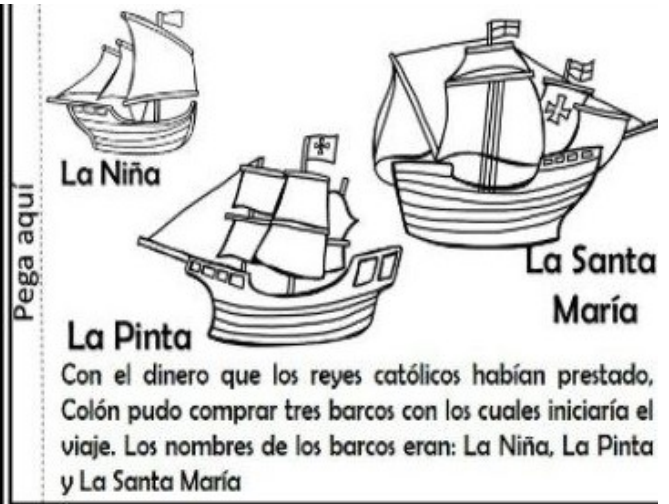 La Niña
Pega aquí
La Santa
María
La Pinta
Con el dinero que los reyes católicos habían prestado,
Colón pudo comprar tres barcos con los cuales iniciaría el
viaje. Los nombres de los barcos eran: La Niña, La Pinta
y La Santa María